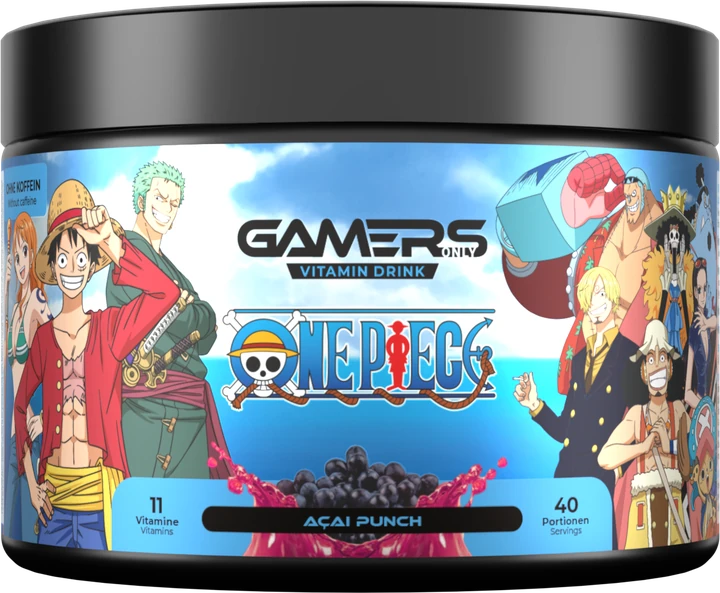 OHNE KOFFEIN
Without caffeine
GAMERS
ONLY
VITAMIN DRINK
ONE PIECE
AÇAI PUNCH
11
Vitamine
Vitamins
40
Portionen
Servings